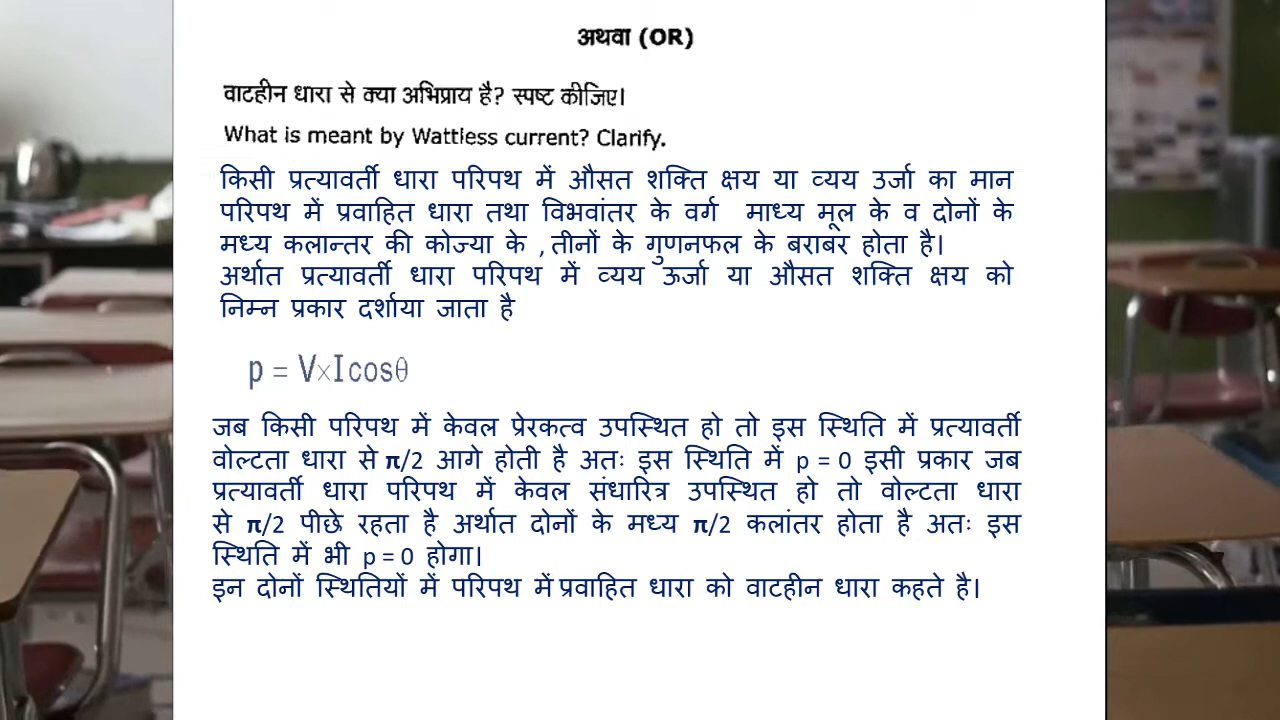 अथवा (OR)
वाटहीन धारा से क्या अभिप्राय है? स्पष्ट कीजिए।
What is meant by Wattless current? Clarify.
किसी प्रत्यावर्ती धारा परिपथ में औसत शक्ति क्षय या व्यय उर्जा का मान
परिपथ में प्रवाहित धारा तथा विभवांतर के वर्ग माध्य मूल के व दोनों के
मध्य कलान्तर की कोज्या के , तीनों के गुणनफल के बराबर होता है।
अर्थात प्रत्यावर्ती धारा परिपथ में व्यय ऊर्जा या औसत शक्ति क्षय को
निम्न प्रकार दर्शाया जाता है
p = V×Icosθ
जब किसी परिपथ में केवल प्रेरकत्व उपस्थित हो तो इस स्थिति में प्रत्यावर्ती
वोल्टता धारा से π/2 आगे होती है अतः इस स्थिति में p = 0 इसी प्रकार जब
प्रत्यावर्ती धारा परिपथ में केवल संधारित्र उपस्थित हो तो वोल्टता धारा
से π/2 पीछे रहता है अर्थात दोनों के मध्य π/2 कलांतर होता है अतः इस
स्थिति में भी p = 0 होगा।
इन दोनों स्थितियों में परिपथ में प्रवाहित धारा को वाटहीन धारा कहते है।